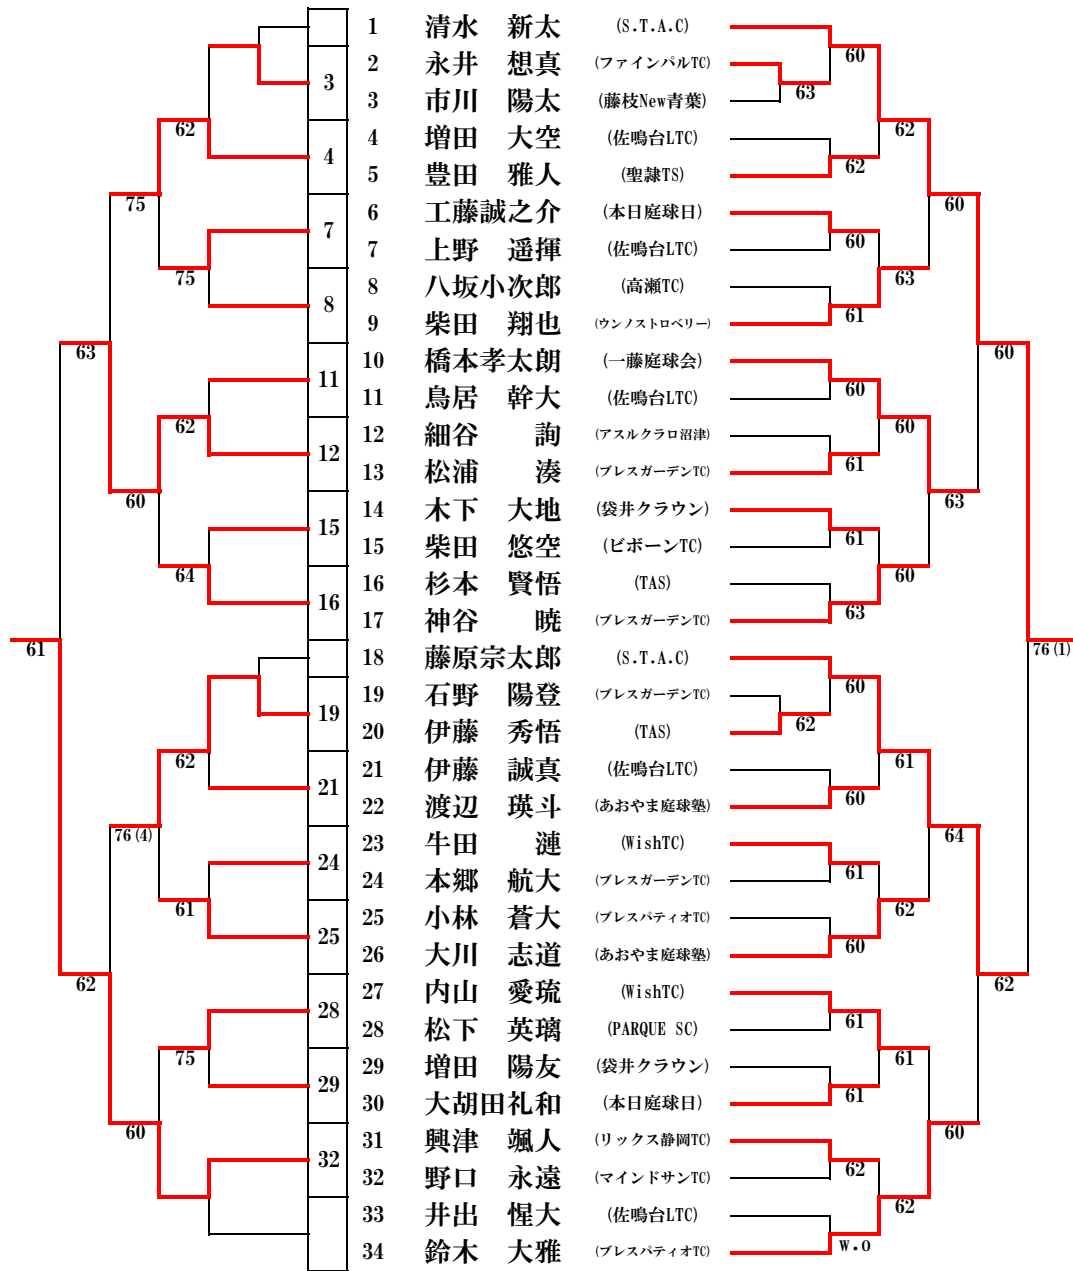 1 清水 新太 (S.T.A.C)
60
2 永井 想真 (ファインパルTC)
3
63
3 市川 陽太 (藤枝New青葉)
62
62
4 増田 大空 (佐鳴台LTC)
4
62
5 豊田 雅人 (聖隷TS)
75
60
6 工藤誠之介 (本日庭球日)
7
60
7 上野 遥揮 (佐鳴台LTC)
75
63
8 八坂小次郎 (高瀬TC)
8
61
9 柴田 翔也 (ウンノストロベリー)
63
60
10 橋本孝太朗 (一藤庭球会)
11
60
11 鳥居 幹大 (佐鳴台LTC)
62
60
12 細谷 詢 (アスルクラロ沼津)
12
61
13 松浦 湊 (ブレスガーデンTC)
60
63
14 木下 大地 (袋井クラウン)
15
61
15 柴田 悠空 (ビボーンTC)
64
60
16 杉本 賢悟 (TAS)
16
63
17 神谷 暁 (ブレスガーデンTC)
61
76(1)
18 藤原宗太郎 (S.T.A.C)
60
19 石野 陽登 (ブレスガーデンTC)
19
62
20 伊藤 秀悟 (TAS)
62
61
21 伊藤 誠真 (佐鳴台LTC)
21
60
22 渡辺 瑛斗 (あおやま庭球塾)
76(4)
64
23 牛田 漣 (WishTC)
24
61
24 本郷 航大 (ブレスガーデンTC)
61
62
25 小林 蒼大 (ブレスパティオTC)
25
60
26 大川 志道 (あおやま庭球塾)
62
62
27 内山 愛琉 (WishTC)
28
61
28 松下 英璃 (PARQUE SC)
75
61
29 増田 陽友 (袋井クラウン)
29
61
30 大胡田礼和 (本日庭球日)
60
60
31 興津 颯人 (リックス静岡TC)
32
62
32 野口 永遠 (マインドサンTC)
62
33 井出 惺大 (佐鳴台LTC)
W.O
34 鈴木 大雅 (ブレスパティオTC)